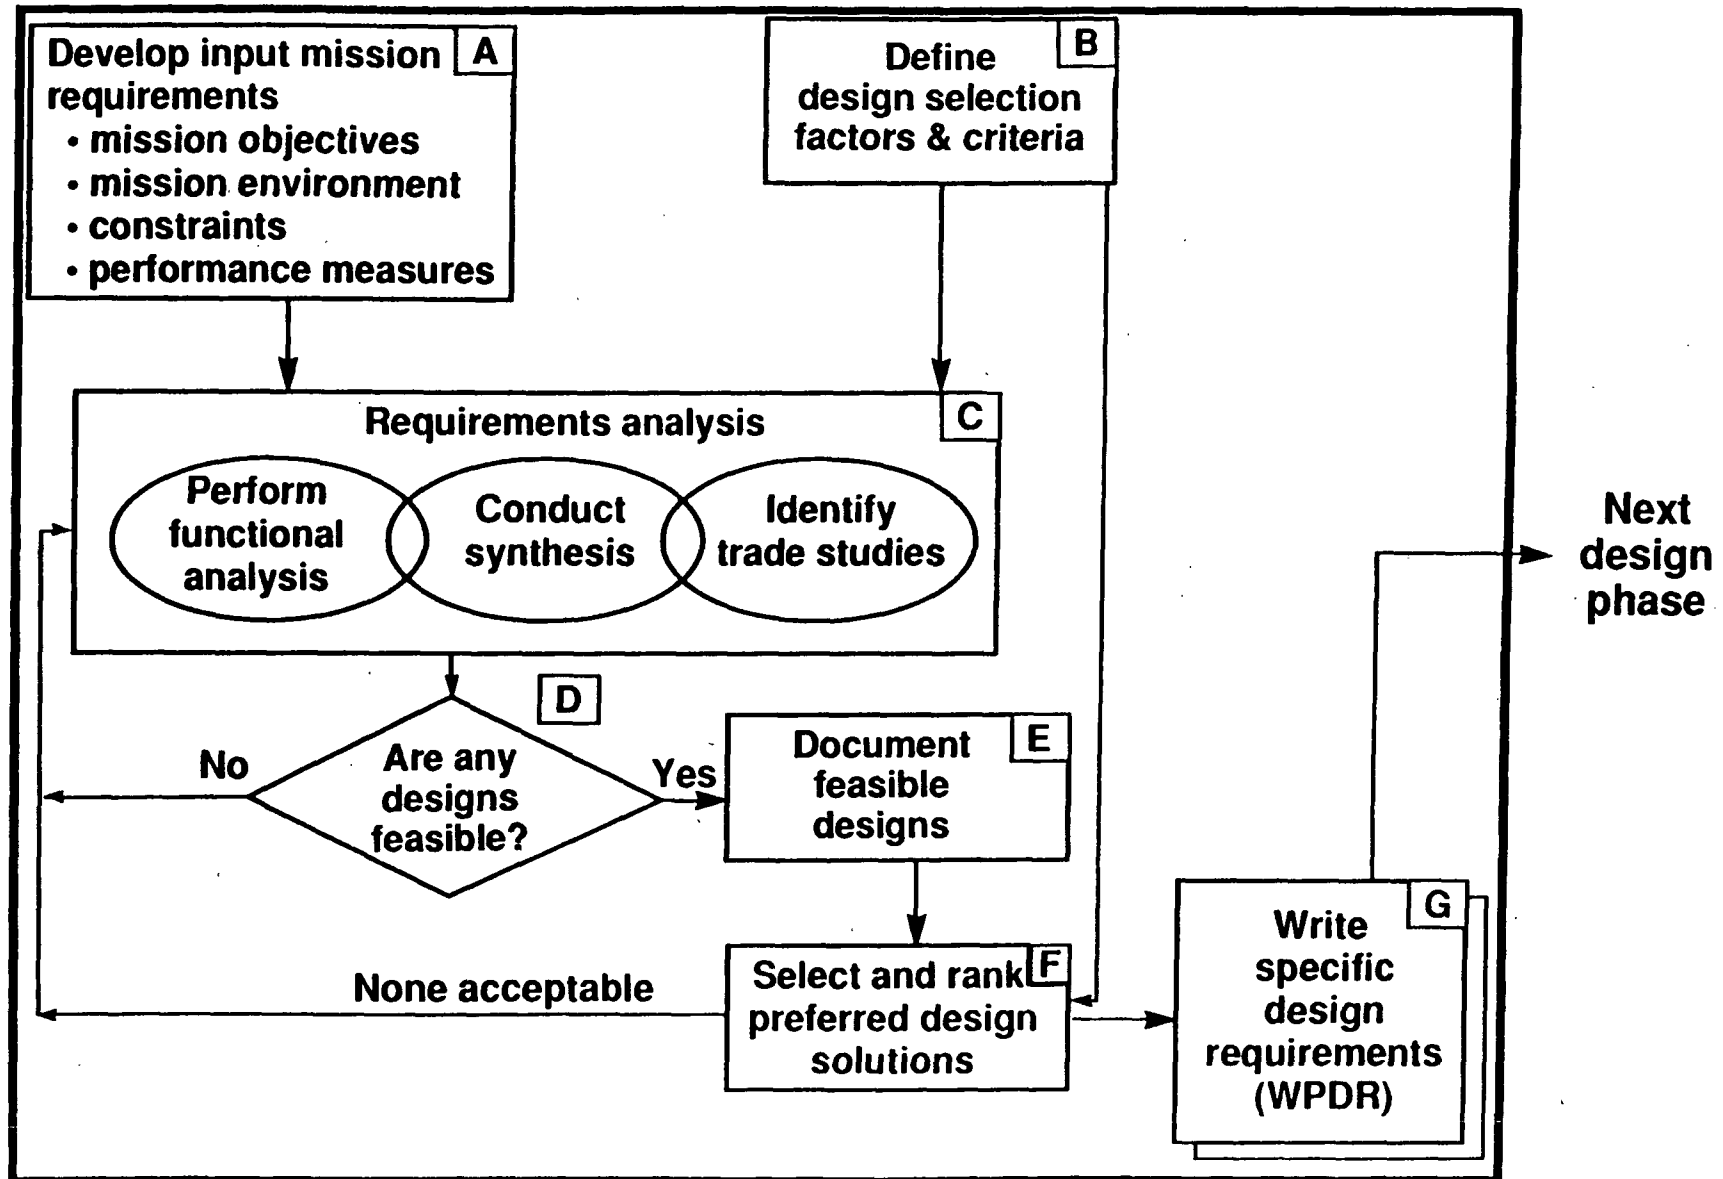 Develop input mission
requirements
• mission objectives
• mission environment
• constraints
• performance measures
A
Define
design selection
factors & criteria
B
Requirements analysis
C
Perform
functional
analysis
Conduct
synthesis
Identify
trade studies
Next
design
phase
D
Are any
designs
feasible?
No
Yes
Document
feasible
designs
E
None acceptable
Select and rank
preferred design
solutions
F
Write
specific
design
requirements
(WPDR)
G